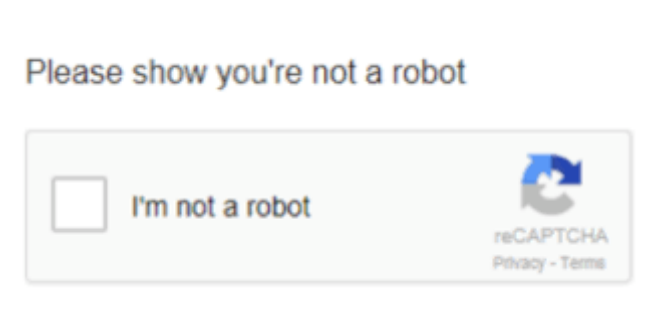 Please show you're not a robot
I'm not a robot
reCAPTCHA
Privacy - Terms